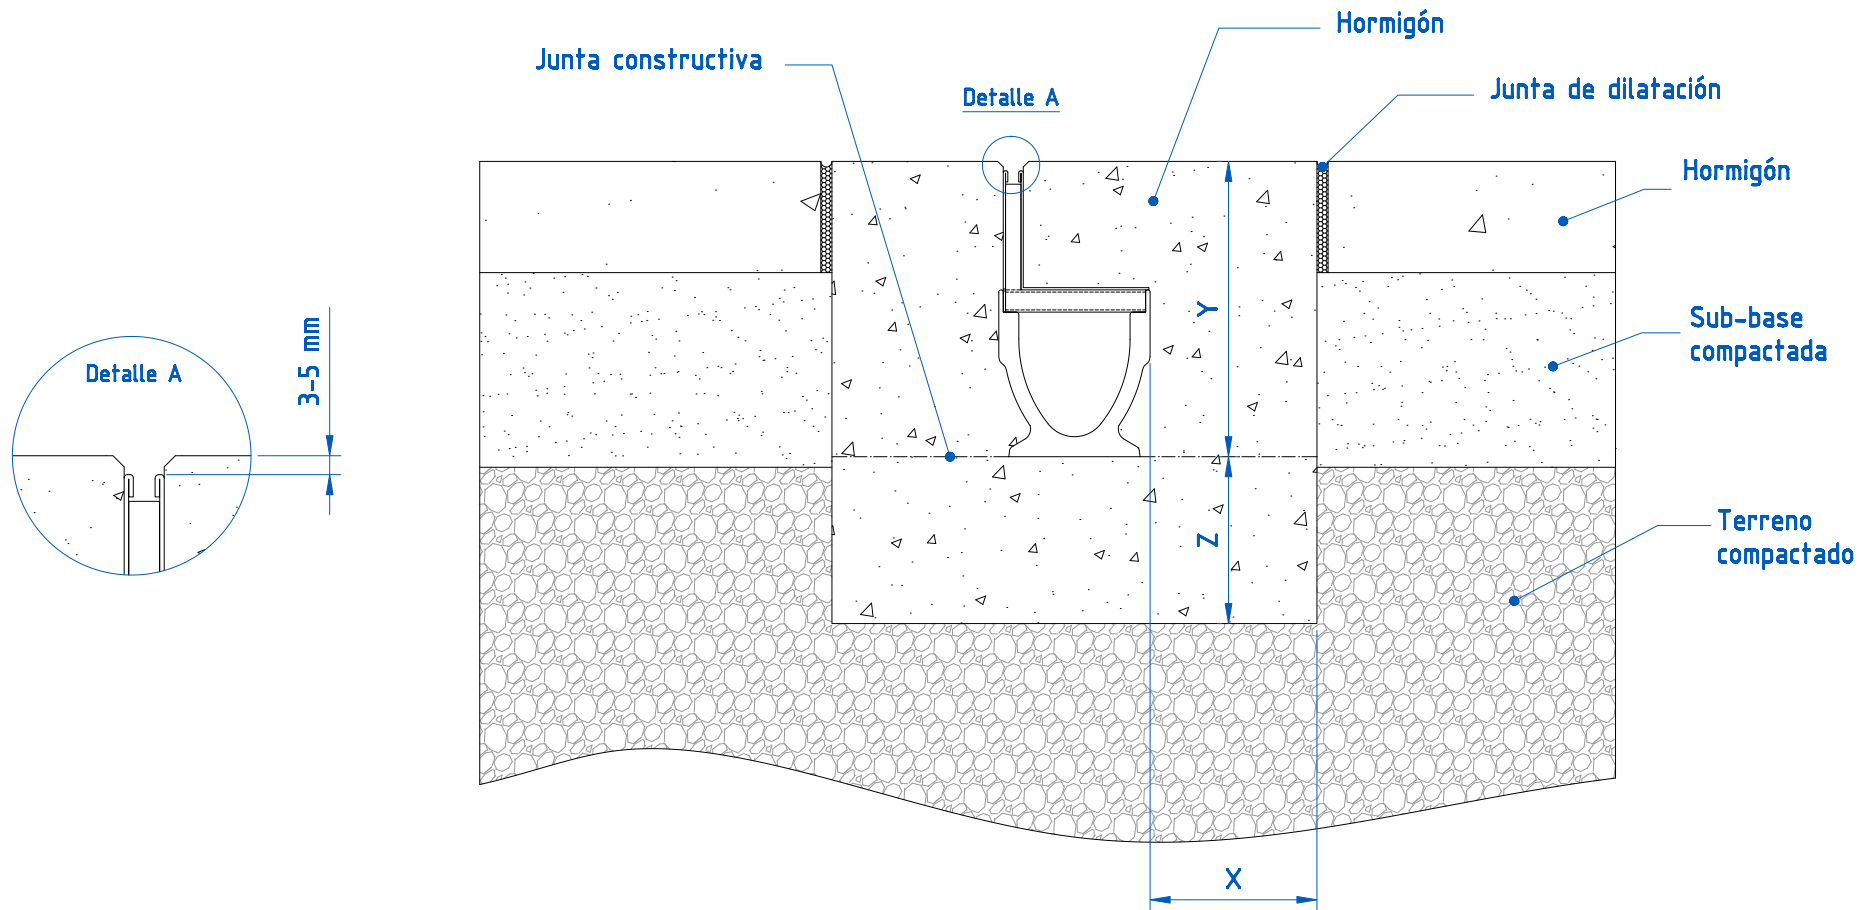 Hormigón
Junta constructiva
Detalle A
Junta de dilatación
Hormigón
Sub-base
compactada
Detalle A
3-5 mm
Y
Z
Terreno
compactado
X